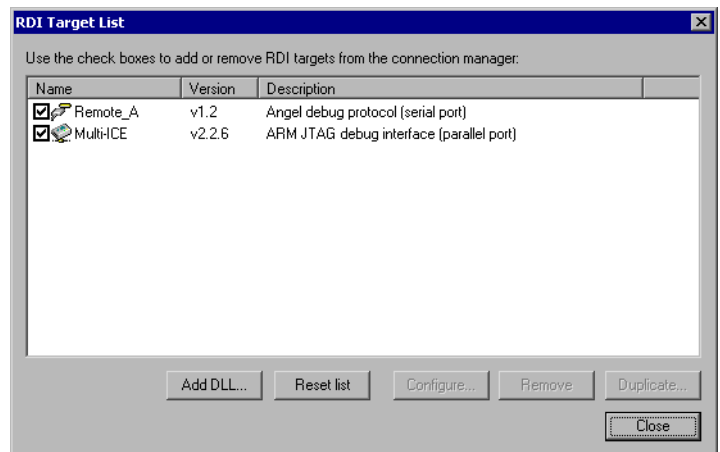 RDI Target List
Use the check boxes to add or remove RDI targets from the connection manager:
Name Version Description
Remote_A v1.2 Angel debug protocol (serial port)
Multi-ICE v2.2.6 ARM JTAG debug interface (parallel port)
Add DLL... Reset list Configure... Remove Duplicate...
Close